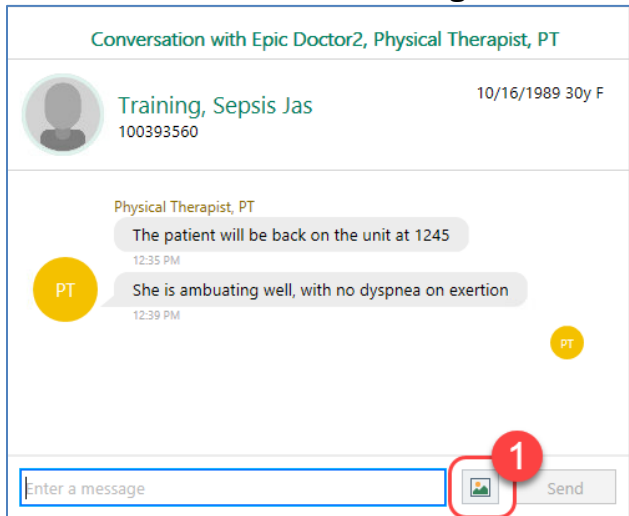 Conversation with Epic Doctor2, Physical Therapist, PT
Training, Sepsis Jas
10/16/1989 30y F
100393560
Physical Therapist, PT
The patient will be back on the unit at 1245
12:35 PM
PT
She is ambuating well, with no dyspnea on exertion
12:39 PM
PT
1
Enter a message
Send